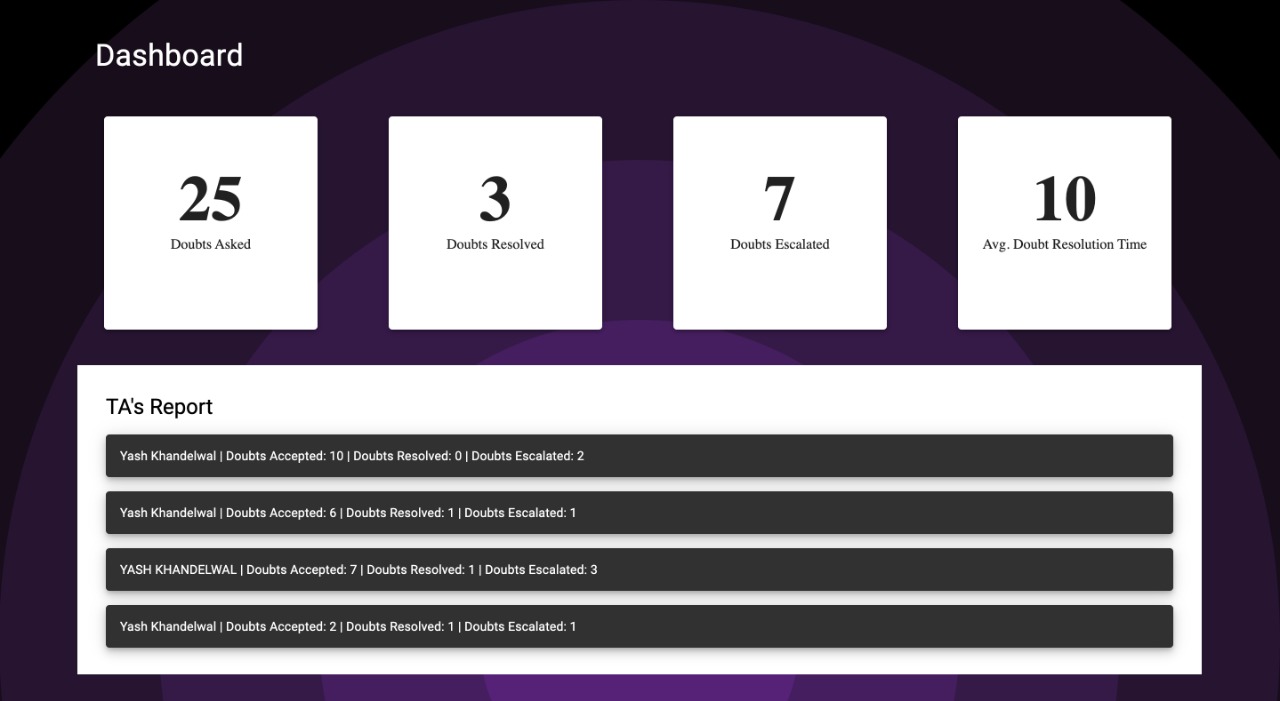 Dashboard
25
Doubts Asked
3
Doubts Resolved
7
Doubts Escalated
10
Avg. Doubt Resolution Time
TA's Report
Yash Khandelwal | Doubts Accepted: 10 | Doubts Resolved: 0 | Doubts Escalated: 2
Yash Khandelwal | Doubts Accepted: 6 | Doubts Resolved: 1 | Doubts Escalated: 1
YASH KHANDELWAL | Doubts Accepted: 7 | Doubts Resolved: 1 | Doubts Escalated: 3
Yash Khandelwal | Doubts Accepted: 2 | Doubts Resolved: 1 | Doubts Escalated: 1